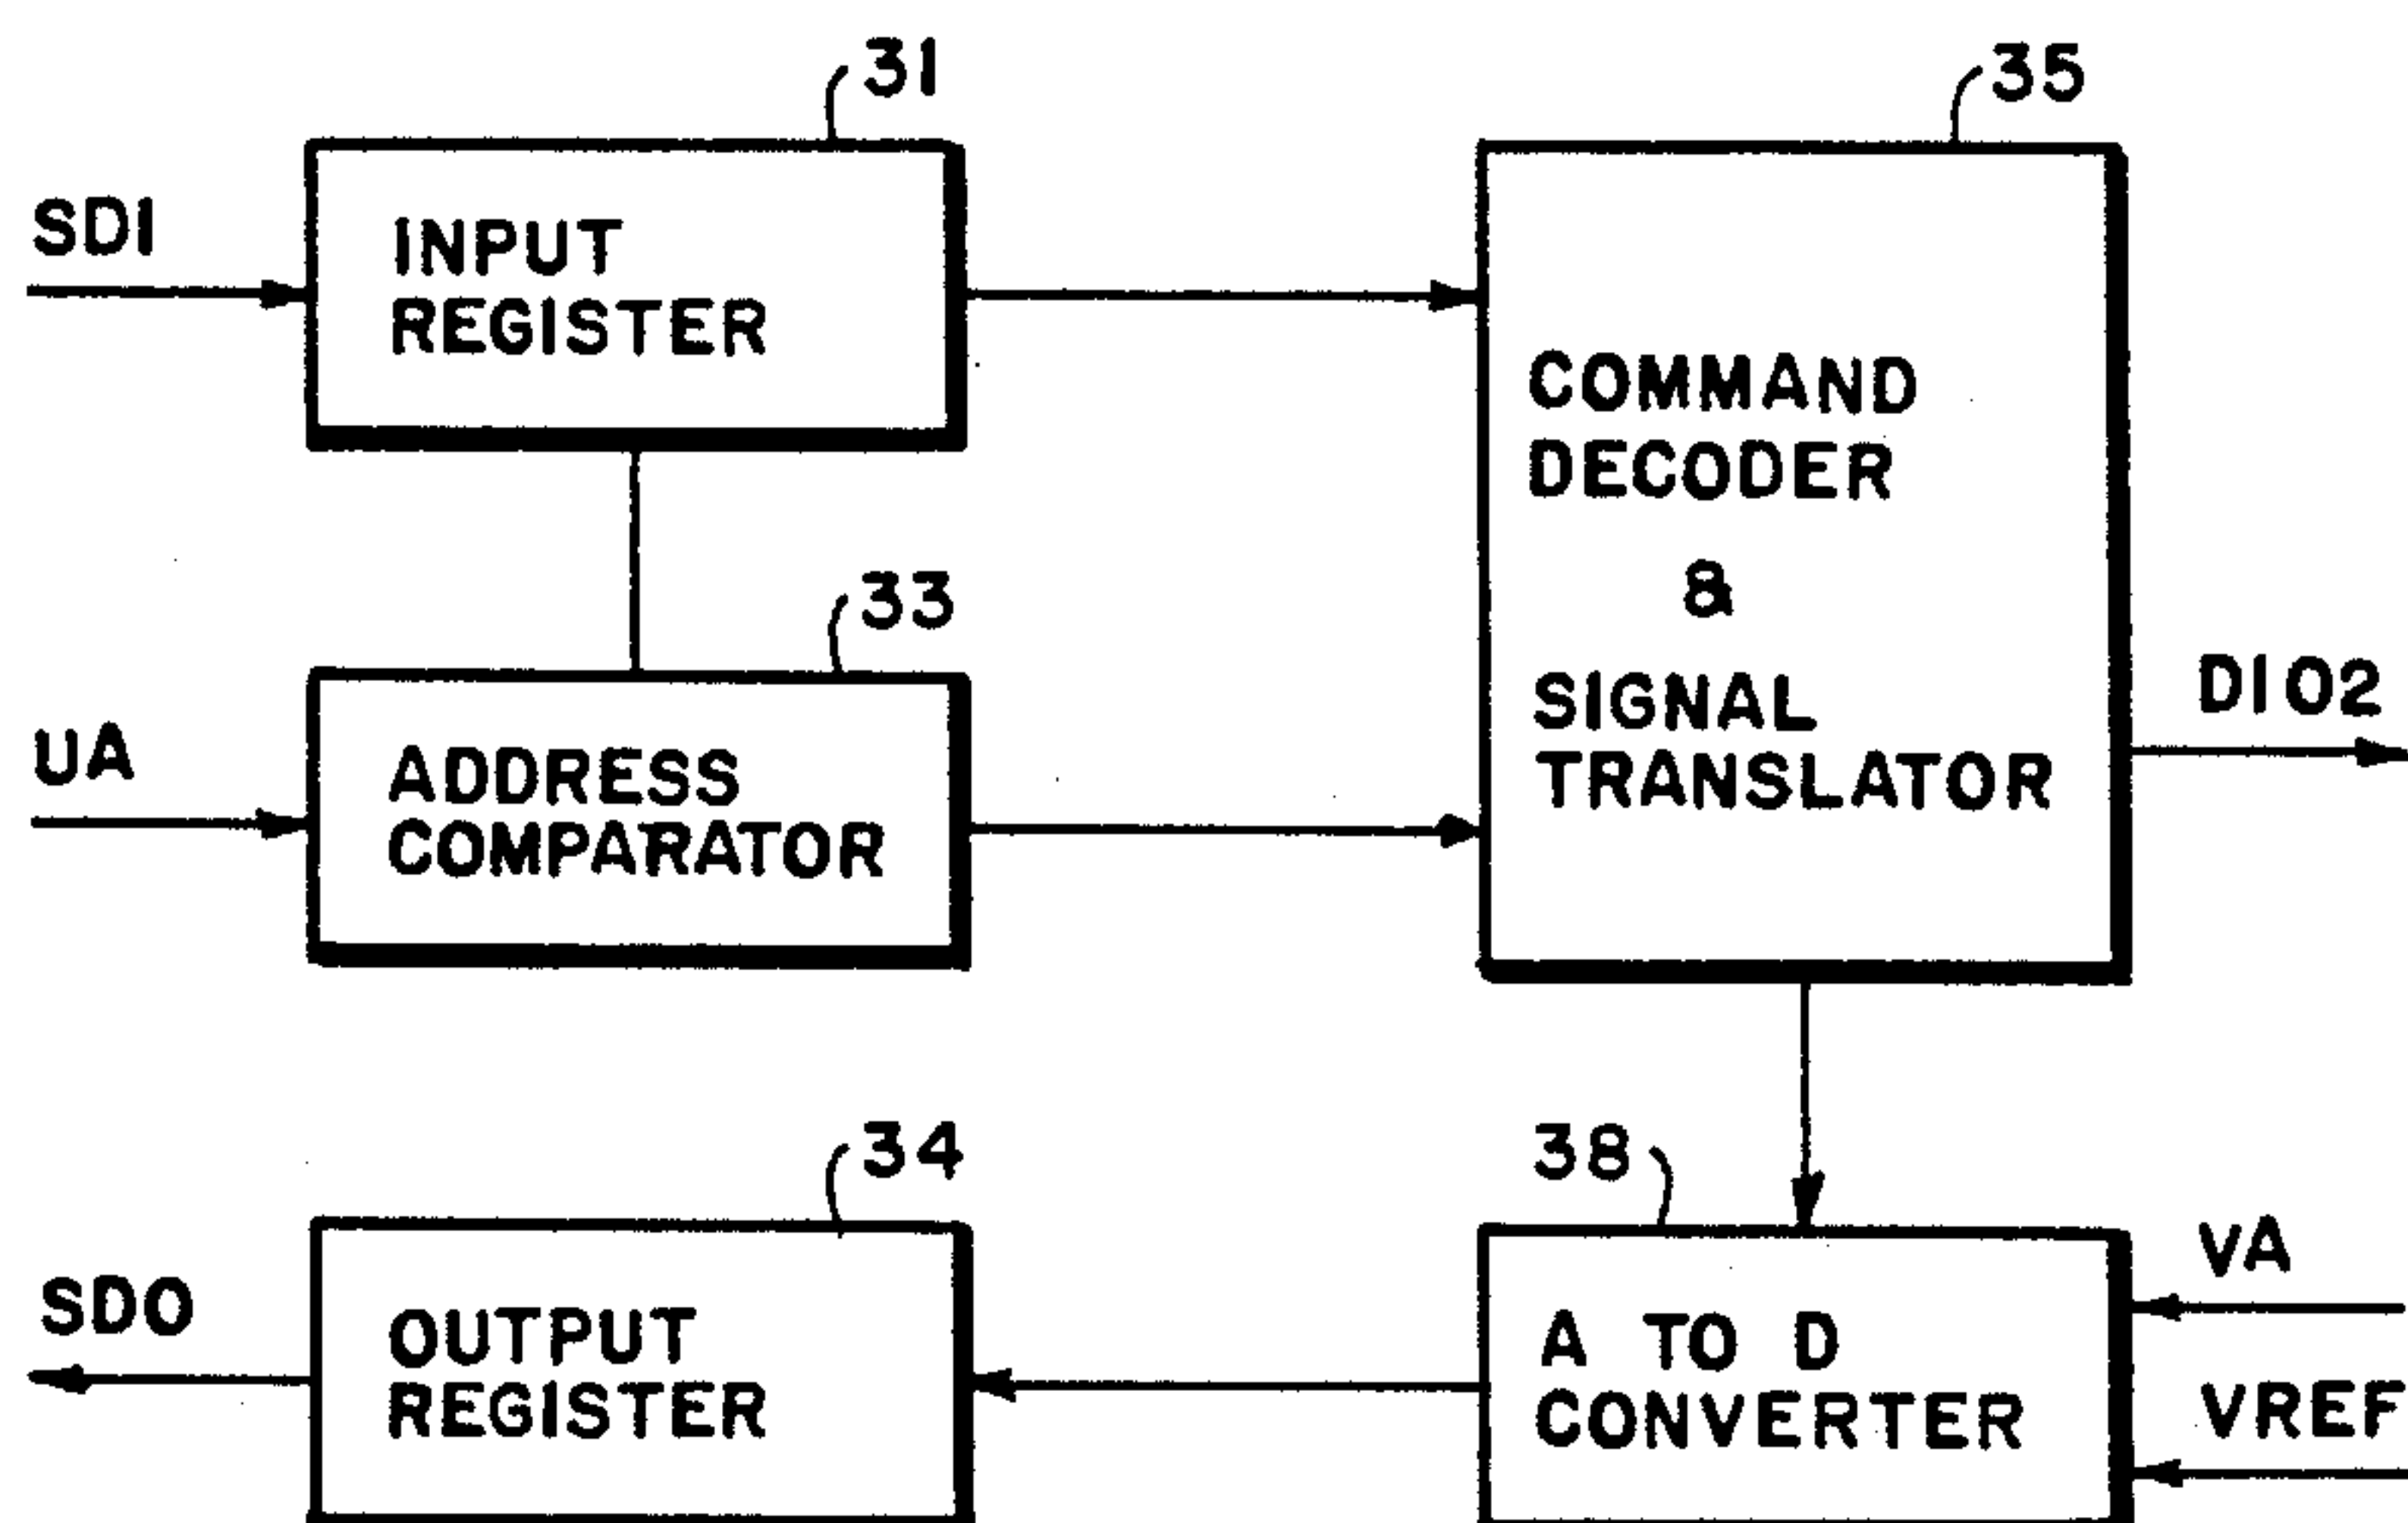 31
SDI
INPUT
REGISTER
35
COMMAND
DECODER
&
SIGNAL
TRANSLATOR
DIO2
33
UA
ADDRESS
COMPARATOR
34
SDO
OUTPUT
REGISTER
38
A TO D
CONVERTER
VA
VREF